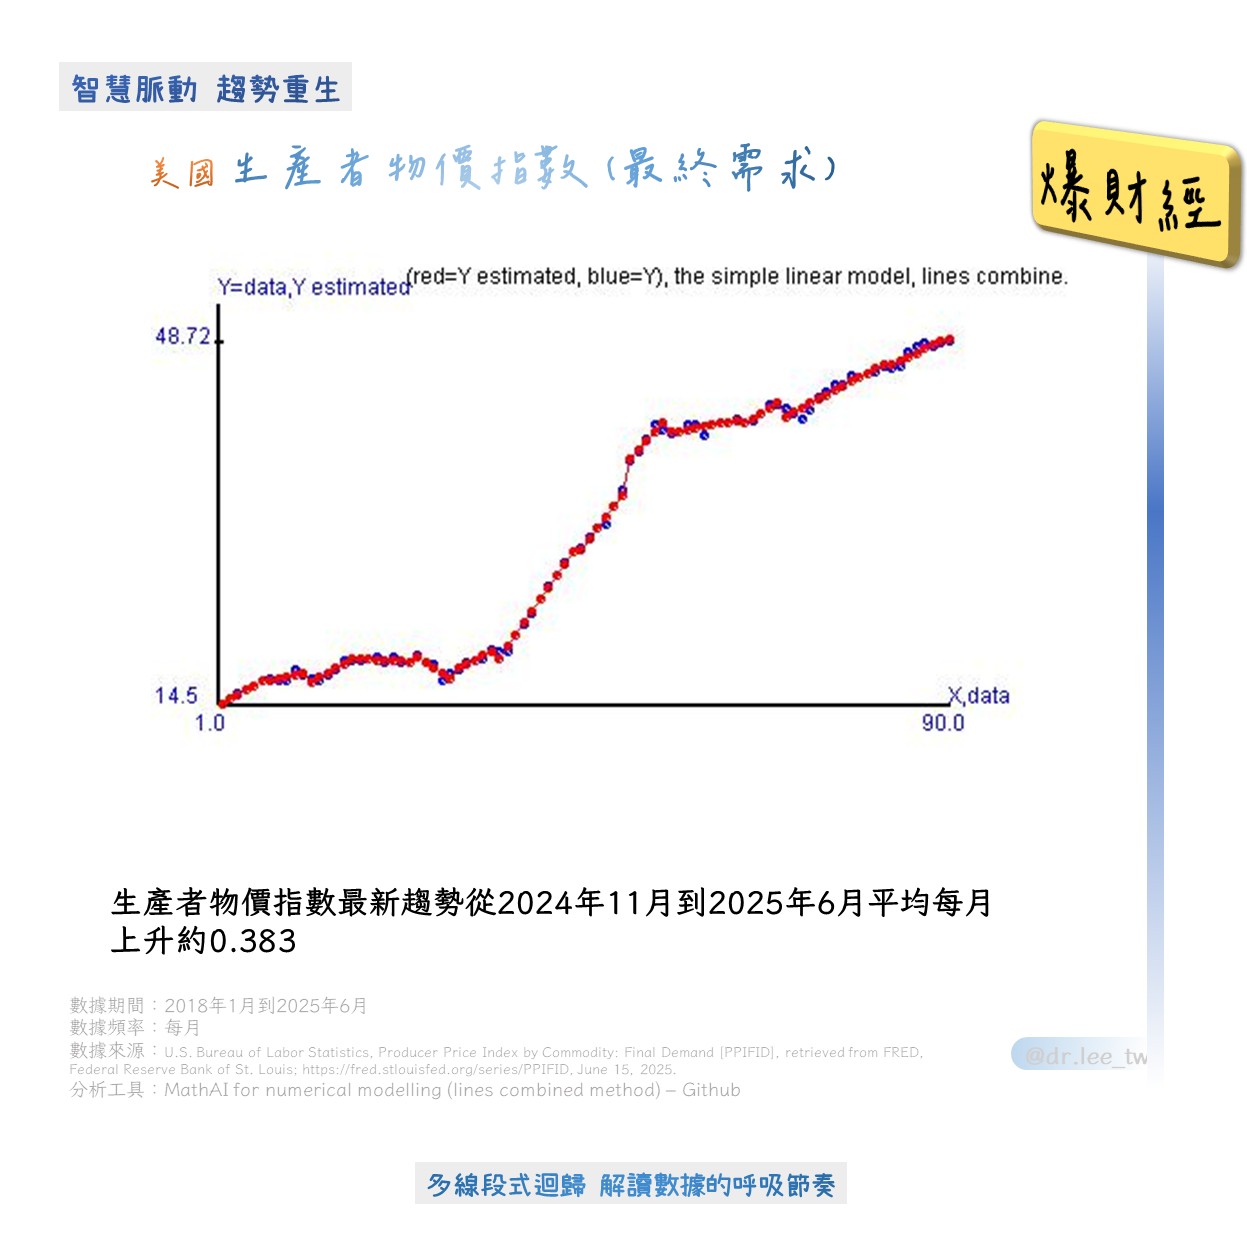 智慧脈動 趨勢重生
美國生產者物價指數(最終需求)
爆財經
(red=Y estimated, blue=Y), the simple linear model, lines combine.
Y=data,Y estimated
48.72
14.5
X,data
1.0
90.0
生產者物價指數最新趨勢從2024年11月到2025年6月平均每月
上升約0.383
數據期間：2018年1月到2025年6月
數據頻率：每月
數據來源：U.S. Bureau of Labor Statistics, Producer Price Index by Commodity: Final Demand [PPIFID], retrieved from FRED,
Federal Reserve Bank of St. Louis; https://fred.stlouisfed.org/series/PPIFID, June 15, 2025.
分析工具：MathAI for numerical modelling (lines combined method) – Github
@dr.lee_tw
多線段式迴歸 解讀數據的呼吸節奏